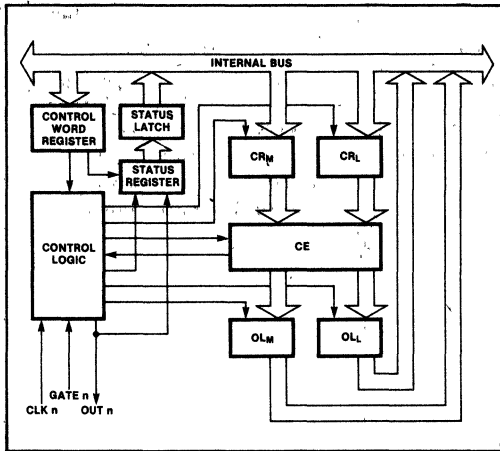 INTERNAL BUS
CONTROL
WORD
REGISTER
STATUS
LATCH
STATUS
REGISTER
CRM
CRL
CONTROL
LOGIC
CE
OLM
OLL
GATE n
CLK n
OUT n